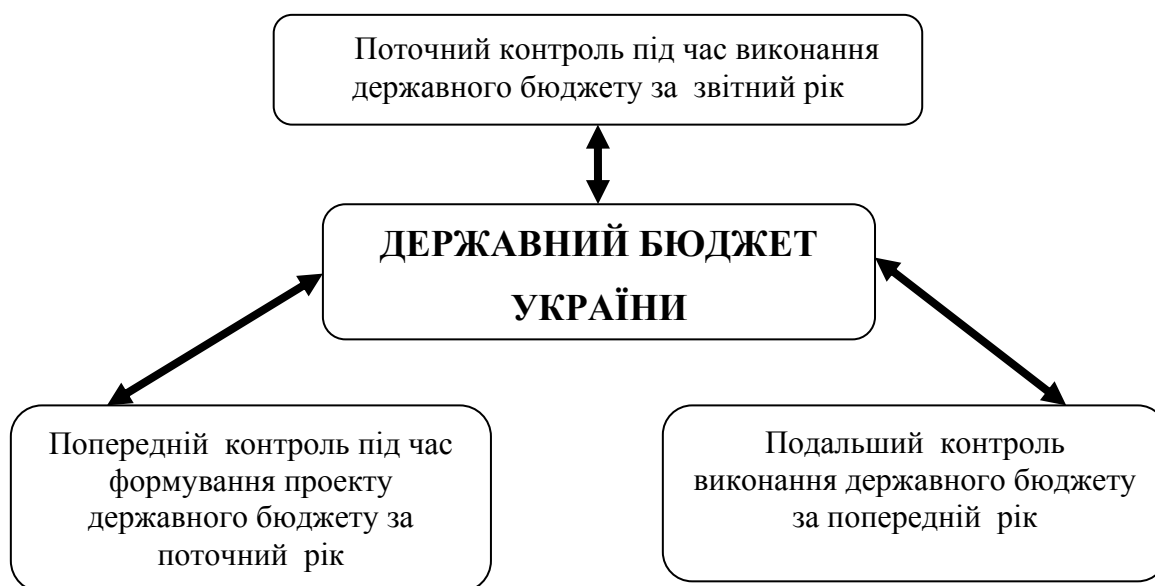 Поточний контроль під час виконання
державного бюджету за звітний рік
ДЕРЖАВНИЙ БЮДЖЕТ
УКРАЇНИ
Попередній контроль під час
формування проекту
державного бюджету за
поточний рік
Подальший контроль
виконання державного бюджету
за попередній рік